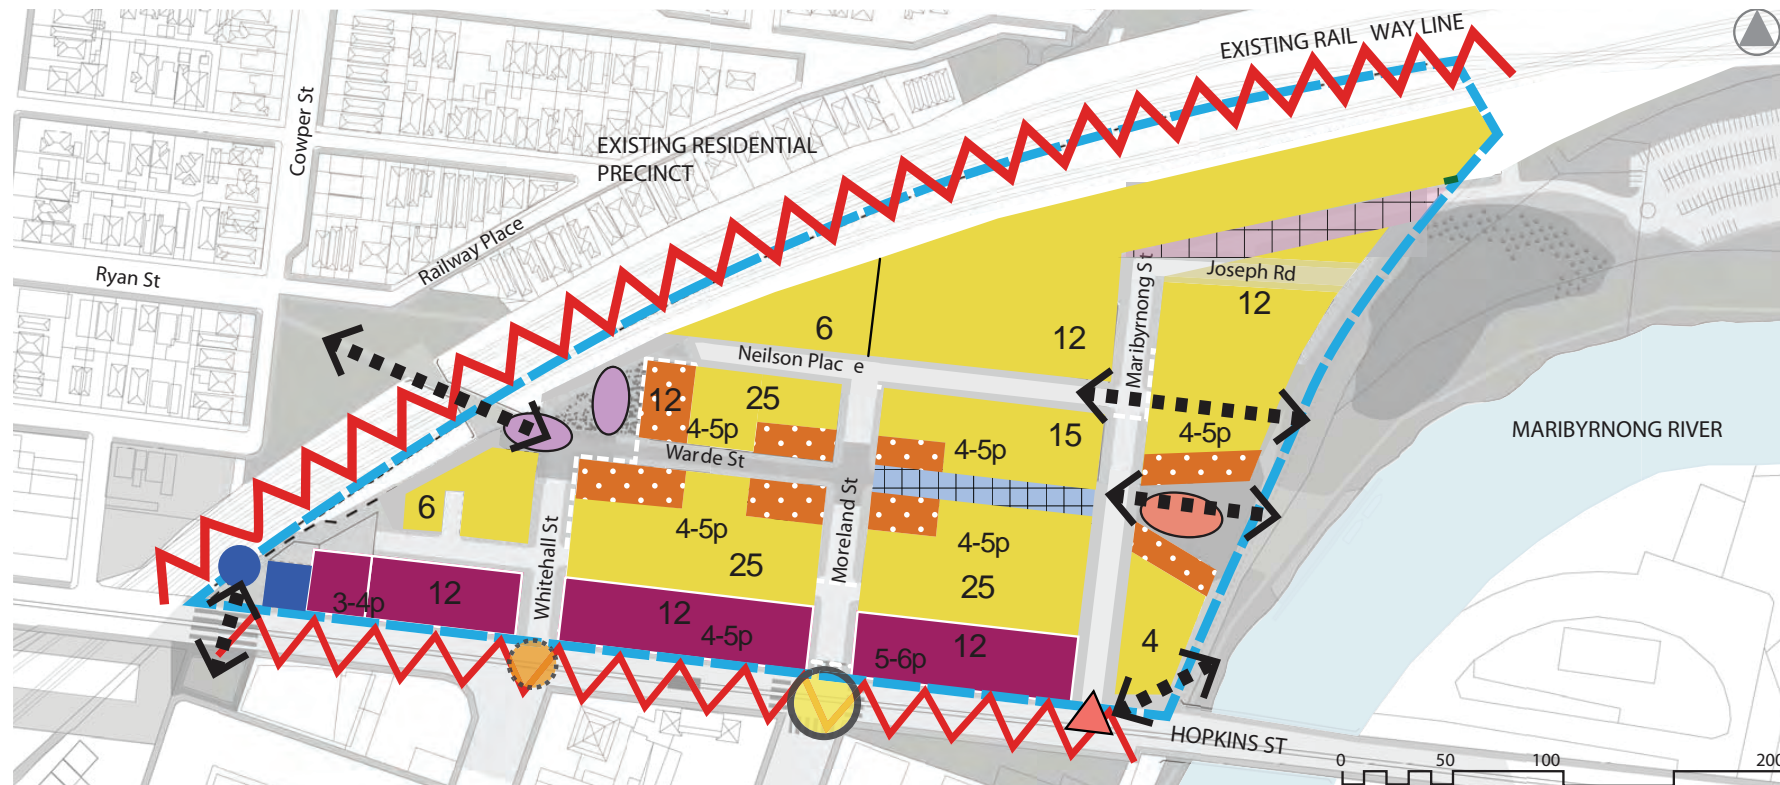 EXISTING RAIL WAY LINE
EXISTING RESIDENTIAL
PRECINCT
Cowper St
Railway Place
Ryan St
Joseph Rd
Maribyrnong St
12
6
12
Neilson Plac e
12
25
4-5p
15
4-5p
4-5p
MARIBYRNONG RIVER
Warde St
6
Whitehall St
4-5p
25
Moreland St
4-5p
25
3-4p
12
12
4-5p
5-6p
12
4
HOPKINS ST
0 50 100 200